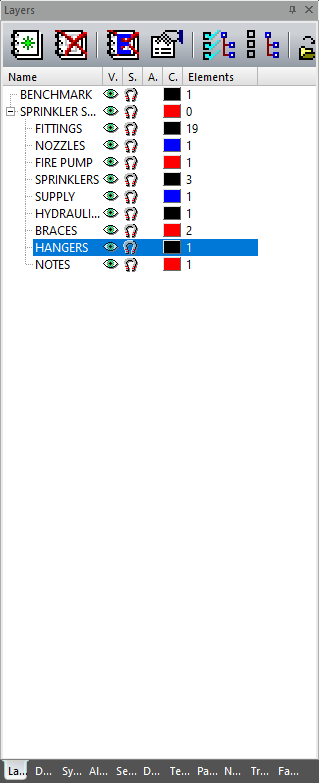 Layers
Name V. S. A. C. Elements
BENCHMARK 1
SPRINKLER S... 0
FITTINGS 19
NOZZLES 1
FIRE PUMP 1
SPRINKLERS 3
SUPPLY 1
HYDRAULI... 1
BRACES 2
HANGERS 1
NOTES 1
La... D... Sy... Al... Se... D... Te... Pa... N... Tr... Fa...